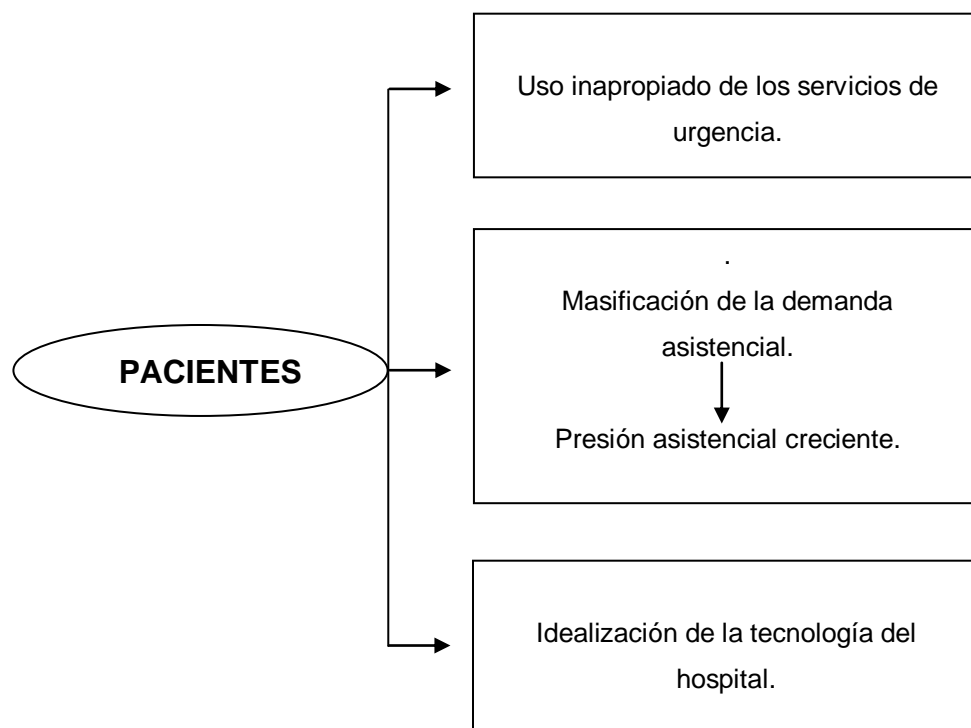 Uso inapropiado de los servicios de
urgencia.
.
Masificación de la demanda
asistencial.
Presión asistencial creciente.
PACIENTES
Idealización de la tecnología del
hospital.